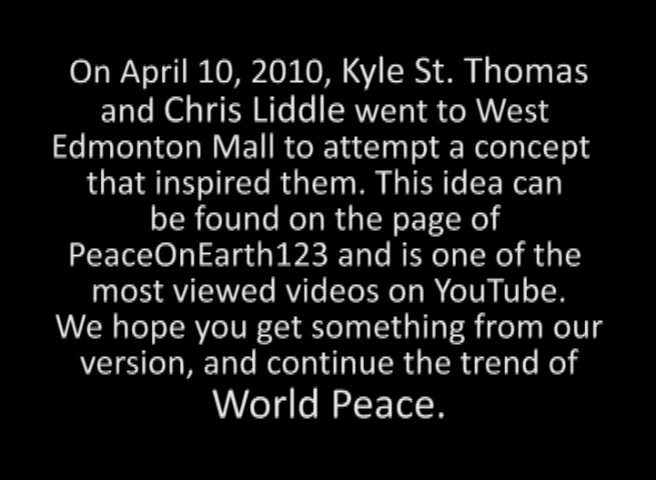 On April 10, 2010, Kyle St. Thomas
and Chris Liddle went to West
Edmonton Mall to attempt a concept
that inspired them. This idea can
be found on the page of
PeaceOnEarth123 and is one of the
most viewed videos on YouTube.
We hope you get something from our
version, and continue the trend of
World Peace.